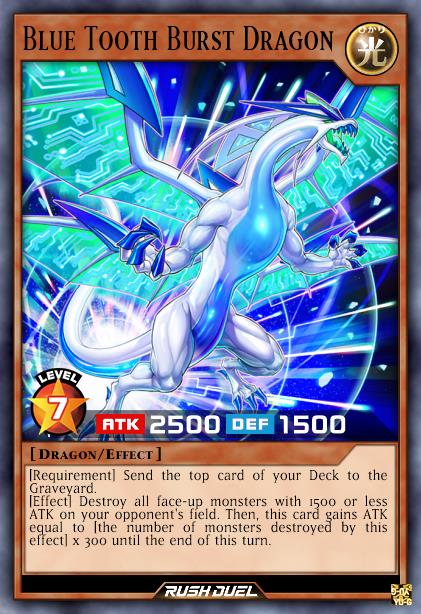 Blue Tooth Burst Dragon
ひかり
光
LEVEL
7
ATK 2500 DEF 1500
[Dragon/Effect]
[Requirement] Send the top card of your Deck to the
Graveyard.
[Effect] Destroy all face-up monsters with 1500 or less
ATK on your opponent's field. Then, this card gains ATK
equal to [the number of monsters destroyed by this
effect] x 300 until the end of this turn.
RUSH DUEL